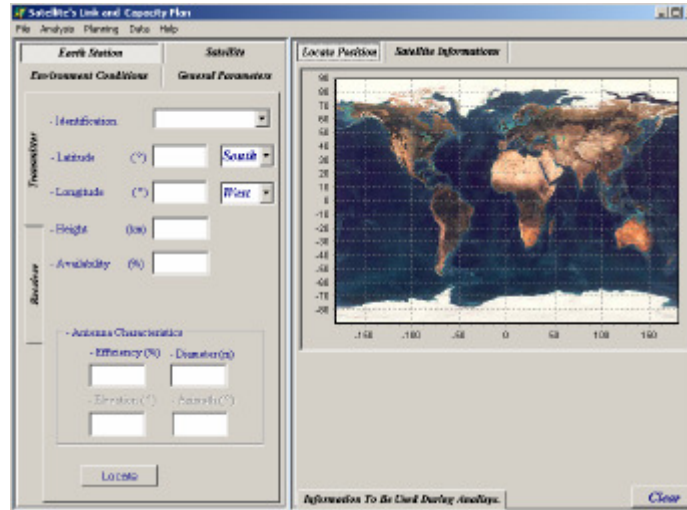 Satellite's Link and Capacity Plan
File Analysis Planning Data Help
Earth Station Satellite
Environment Conditions General Parameters
Transmitter
Receiver
- Identification
- Latitude (°) South
- Longitude (°) West
- Height (km)
- Availability (%)
- Antenna Characteristics
- Efficiency (%) - Diameter (m)
- Elevation (°) - Azimuth (°)
Locate
Locate Position Satellite Informations
90
80
70
60
50
40
30
20
10
0
-10
-20
-30
-40
-50
-60
-70
-80
-150 -100 -50 0 50 100 150
Information To Be Used During Analisys.
Clear